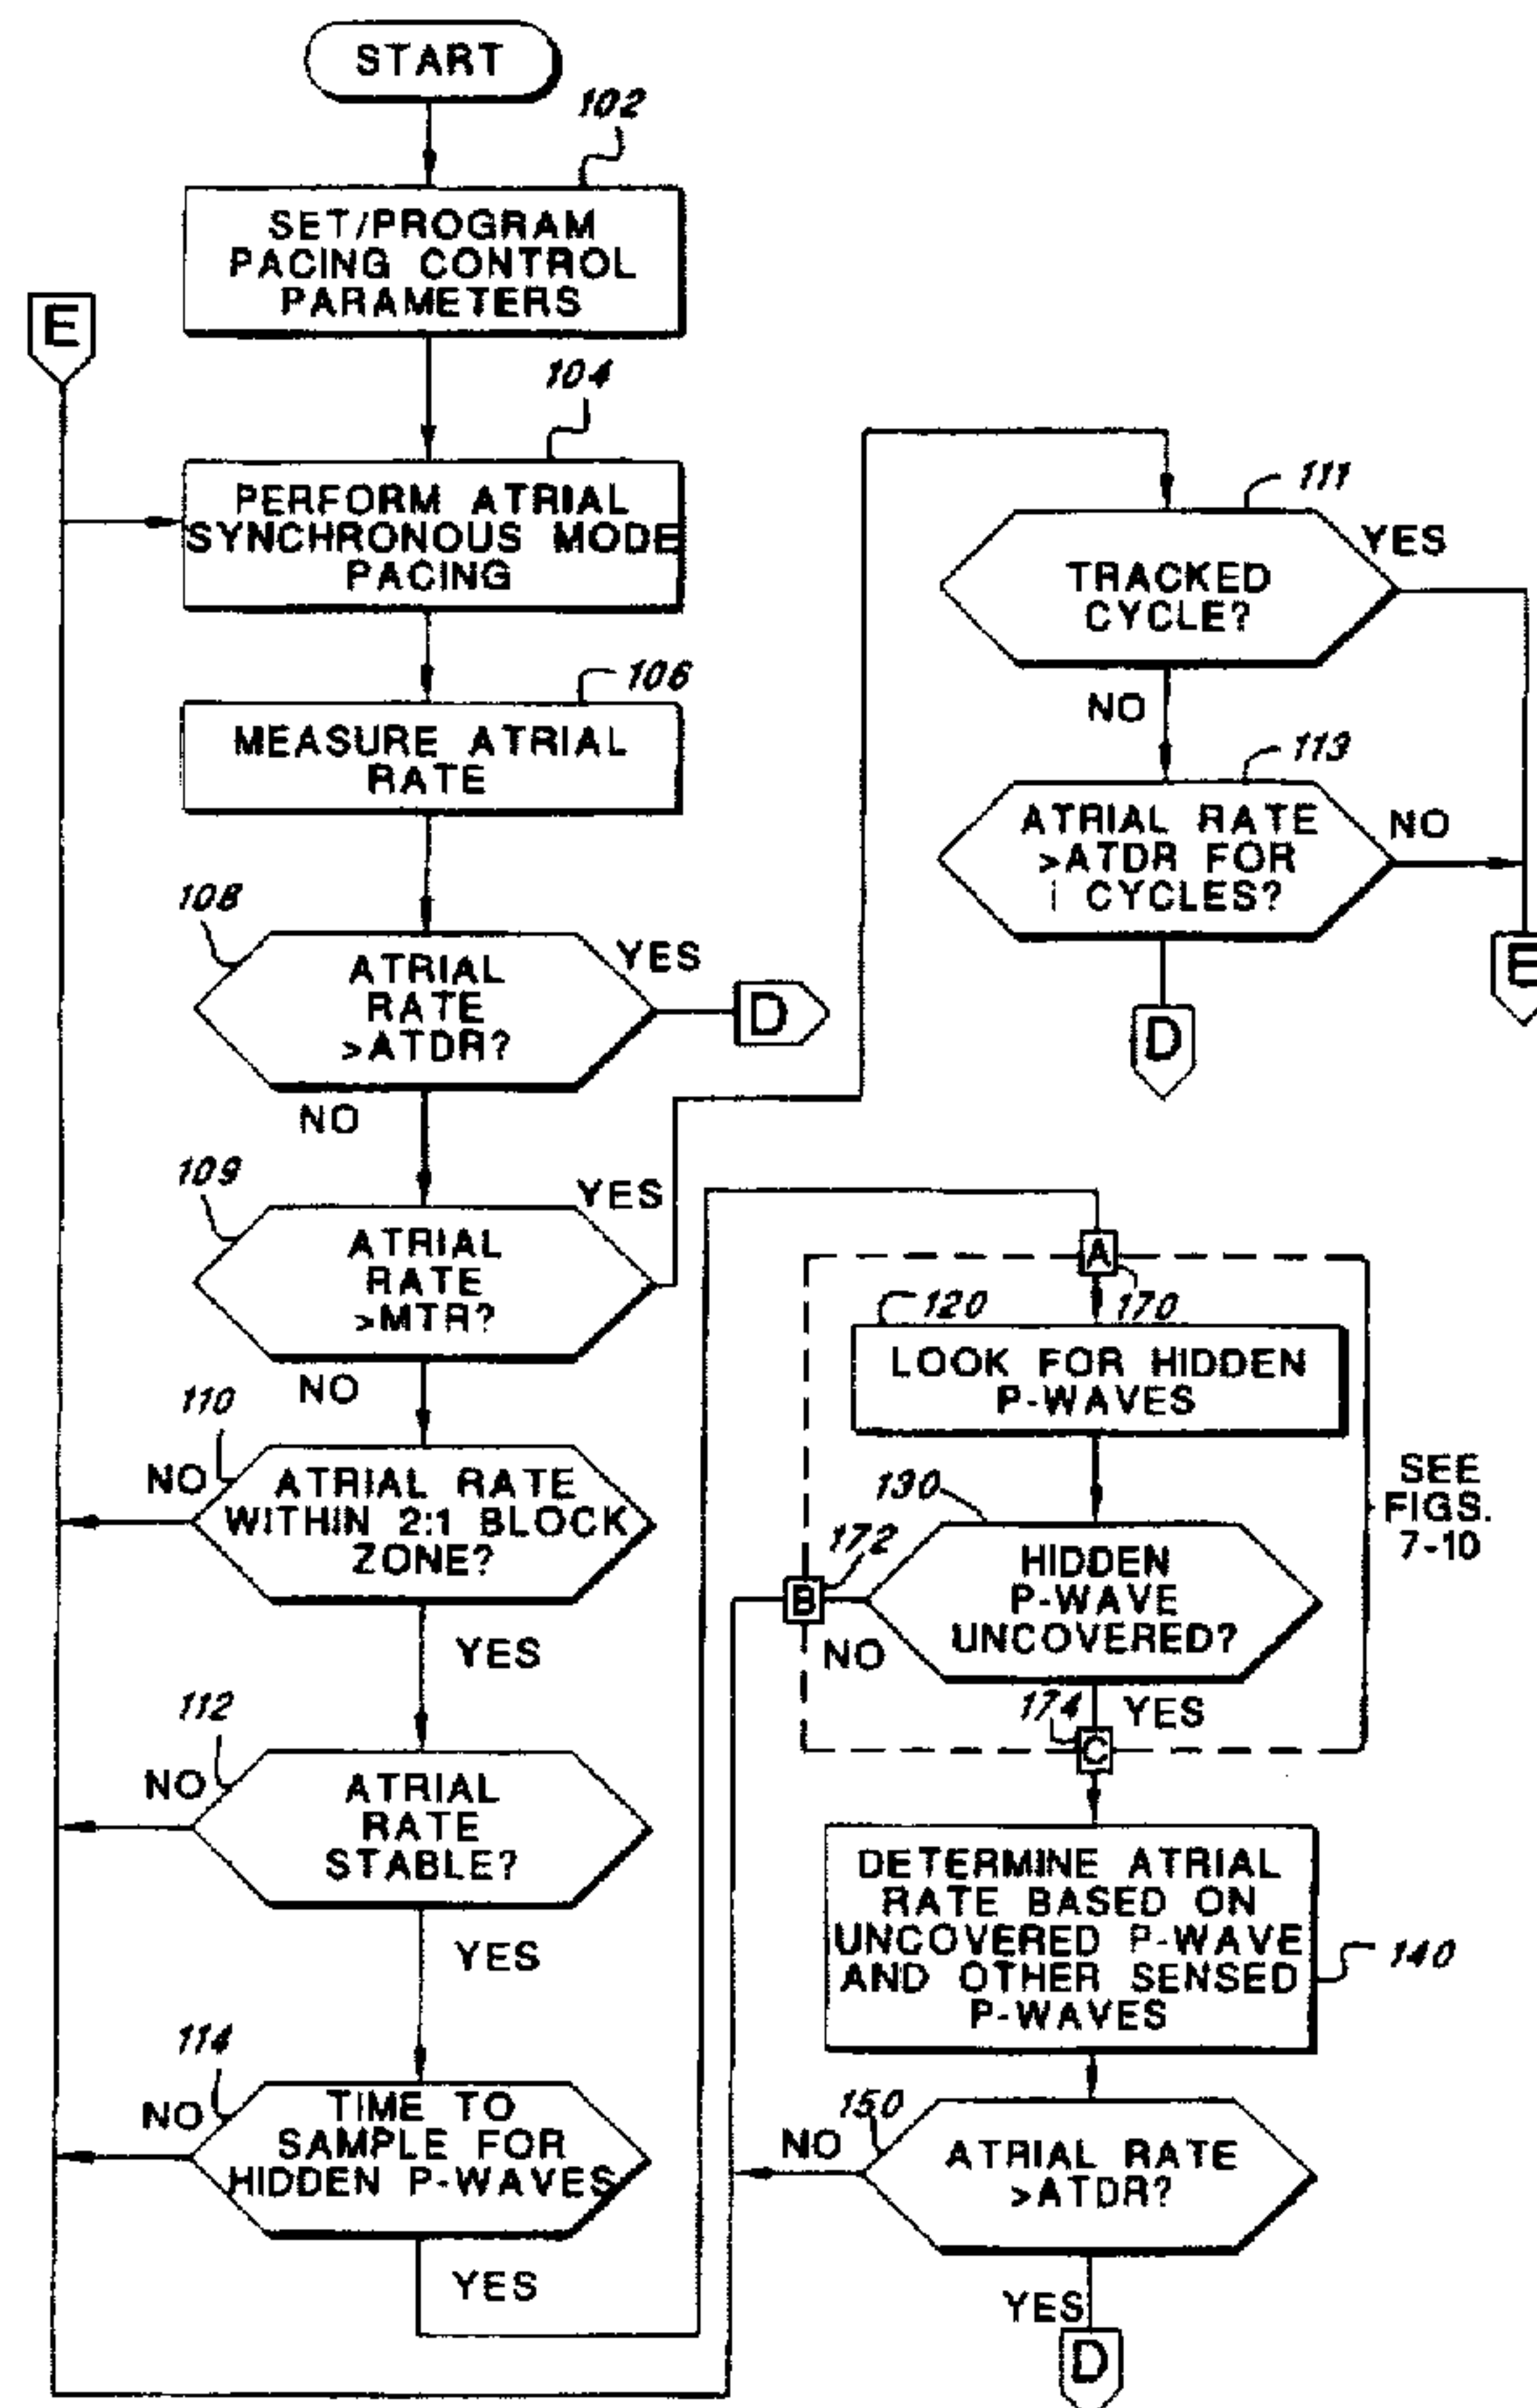 START
102
SET/PROGRAM
PACING CONTROL
PARAMETERS
E
104
PERFORM ATRIAL
SYNCHRONOUS MODE
PACING
106
MEASURE ATRIAL
RATE
108
ATRIAL
RATE
>ATDR?
YES
D
NO
109
ATRIAL
RATE
>MTR?
YES
NO
110
NO
ATRIAL RATE
WITHIN 2:1 BLOCK
ZONE?
YES
112
NO
ATRIAL
RATE
STABLE?
YES
114
NO
TIME TO
SAMPLE FOR
HIDDEN P-WAVES
YES
111
TRACKED
CYCLE?
YES
NO
113
ATRIAL RATE
>ATDR FOR
i CYCLES?
NO
E
D
A
170
120
LOOK FOR HIDDEN
P-WAVES
130
172
B
HIDDEN
P-WAVE
UNCOVERED?
NO
174
YES
C
SEE
FIGS.
7-10
DETERMINE ATRIAL
RATE BASED ON
UNCOVERED P-WAVE
AND OTHER SENSED
P-WAVES
140
150
NO
ATRIAL RATE
>ATDR?
YES
D